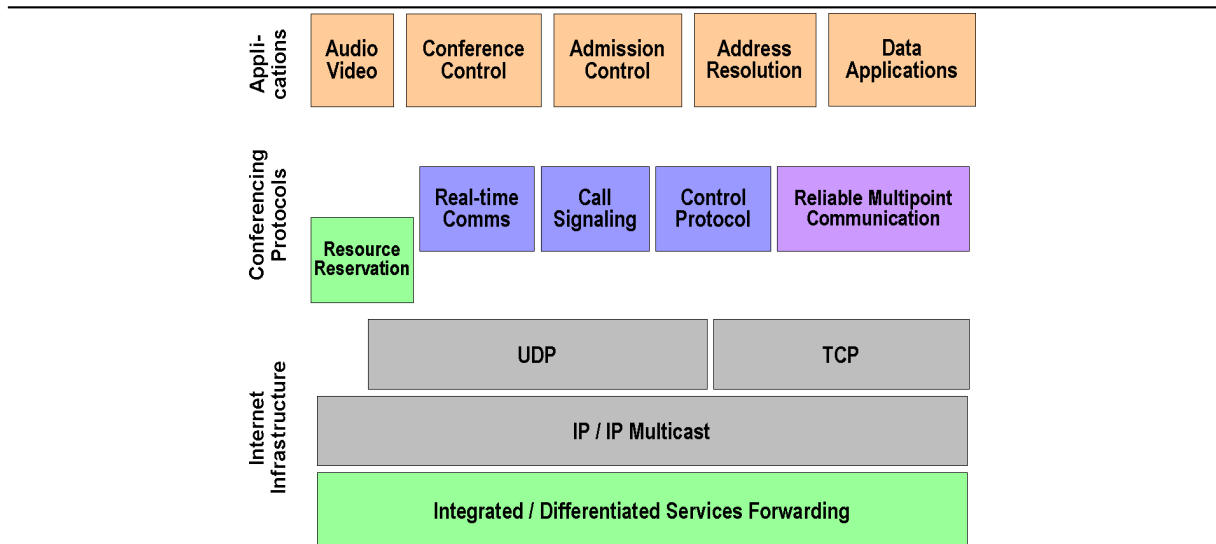 Appli-
cations
Audio
Video
Conference
Control
Admission
Control
Address
Resolution
Data
Applications
Conferencing
Protocols
Resource
Reservation
Real-time
Comms
Call
Signaling
Control
Protocol
Reliable Multipoint
Communication
Internet
Infrastructure
UDP
TCP
IP / IP Multicast
Integrated / Differentiated Services Forwarding